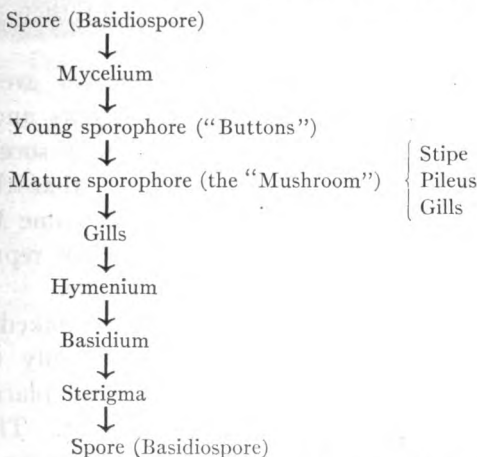 Spore (Basidiospore)
↓
Mycelium
↓
Young sporophore ("Buttons")
↓
Mature sporophore (the "Mushroom") { Stipe
Pileus
Gills
↓
Gills
↓
Hymenium
↓
Basidium
↓
Sterigma
↓
Spore (Basidiospore)